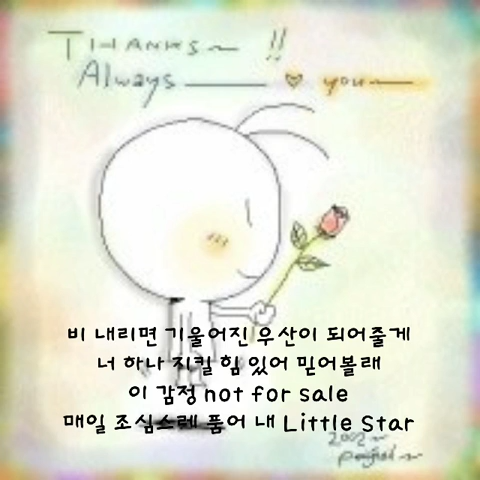 THANKS~ !!
Always ——— ♡ you——
비 내리면 기울어진 우산이 되어줄게
너 하나 지킬 힘 있어 믿어볼래
이 감정 not for sale
매일 조심스레 품어 내 Little Star
2002~